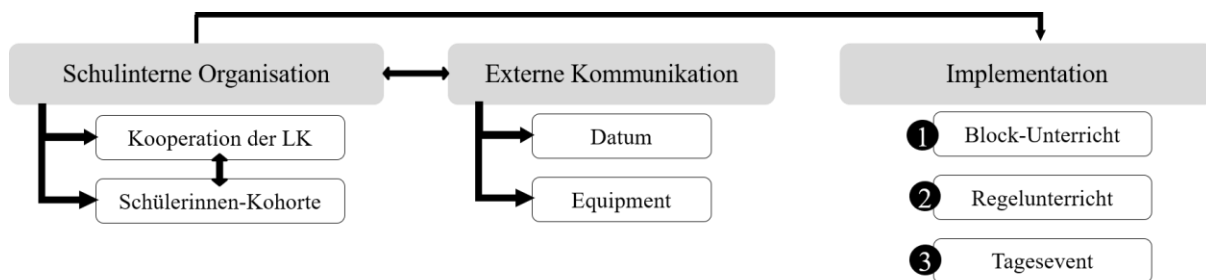 Schulinterne Organisation
Externe Kommunikation
Implementation
Kooperation der LK
Schülerinnen-Kohorte
Datum
Equipment
1 Block-Unterricht
2 Regelunterricht
3 Tagesevent